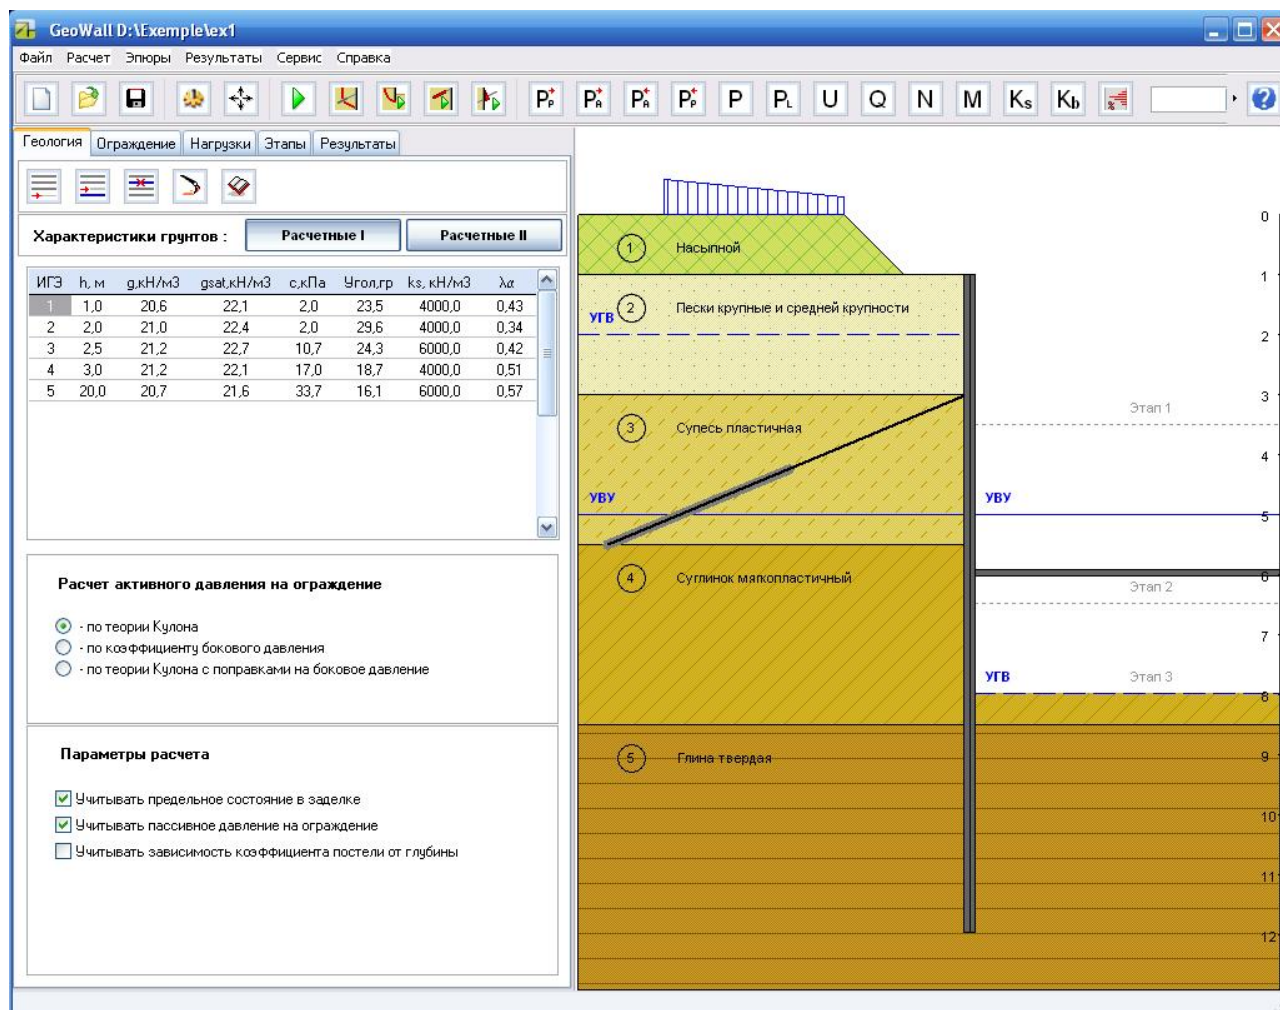 GeoWall D:\Exemple\ex1
Файл Расчет Эпюры Результаты Сервис Справка
Pp Pa Pa Pp P PL U Q N M Ks Kb
Геология Ограждение Нагрузки Этапы Результаты
Характеристики грунтов : Расчетные I Расчетные II
ИГЭ h, м g,кН/м3 gsat,кН/м3 c,кПа Угол,гр ks, кН/м3 λα
1 1,0 20,6 22,1 2,0 23,5 4000,0 0,43
2 2,0 21,0 22,4 2,0 29,6 4000,0 0,34
3 2,5 21,2 22,7 10,7 24,3 6000,0 0,42
4 3,0 21,2 22,1 17,0 18,7 4000,0 0,51
5 20,0 20,7 21,6 33,7 16,1 6000,0 0,57
Расчет активного давления на ограждение
- по теории Кулона
- по коэффициенту бокового давления
- по теории Кулона с поправками на боковое давление
Параметры расчета
Учитывать предельное состояние в заделке
Учитывать пассивное давление на ограждение
Учитывать зависимость коэффициента постели от глубины
0
1 Насыпной
1
2 Пески крупные и средней крупности
УГВ
2
3
Этап 1
3 Супесь пластичная
4
УВУ УВУ
5
4 Суглинок мягкопластичный
6
Этап 2
7
УГВ Этап 3
8
5 Глина твердая
9
10
11
12